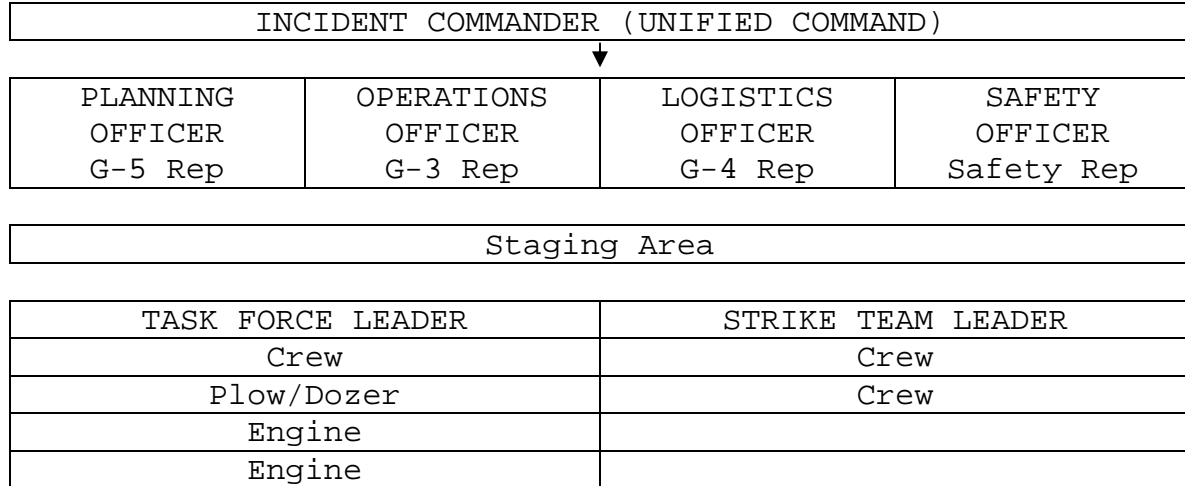 INCIDENT COMMANDER (UNIFIED COMMAND)
PLANNING OFFICER G-5 Rep
OPERATIONS OFFICER G-3 Rep
LOGISTICS OFFICER G-4 Rep
SAFETY OFFICER Safety Rep
Staging Area
TASK FORCE LEADER STRIKE TEAM LEADER
Crew Crew
Plow/Dozer Crew
Engine
Engine